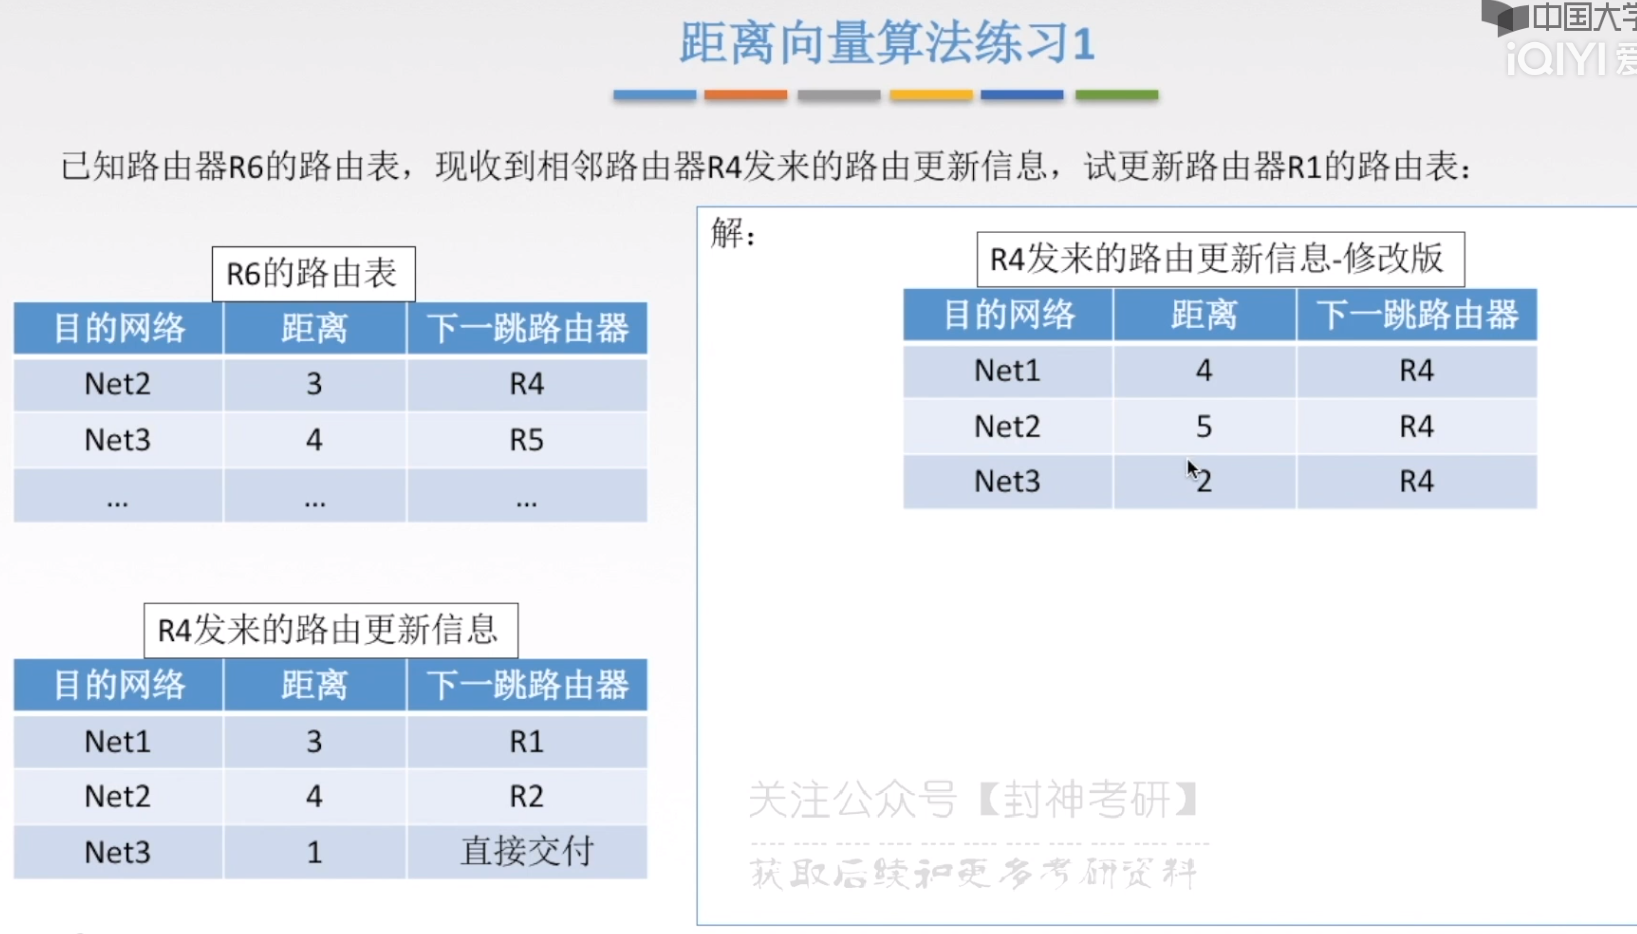 中国大学
iQIYI 爱
距离向量算法练习1
已知路由器R6的路由表，现收到相邻路由器R4发来的路由更新信息，试更新路由器R1的路由表：
R6的路由表
目的网络 距离 下一跳路由器
Net2 3 R4
Net3 4 R5
... ... ...
R4发来的路由更新信息
目的网络 距离 下一跳路由器
Net1 3 R1
Net2 4 R2
Net3 1 直接交付
解：
R4发来的路由更新信息-修改版
目的网络 距离 下一跳路由器
Net1 4 R4
Net2 5 R4
Net3 2 R4
关注公众号【封神考研】
获取后续和更多考研资料